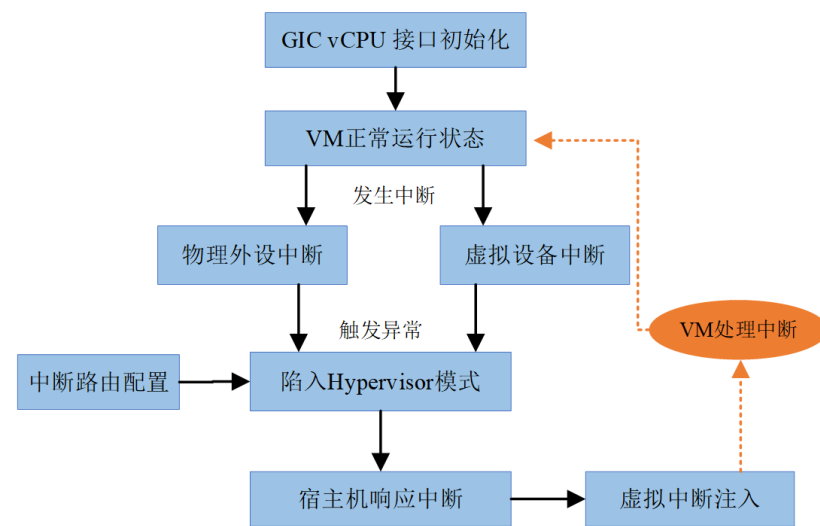 GIC vCPU 接口初始化
VM正常运行状态
发生中断
物理外设中断
虚拟设备中断
触发异常
VM处理中断
中断路由配置
陷入Hypervisor模式
宿主机响应中断
虚拟中断注入